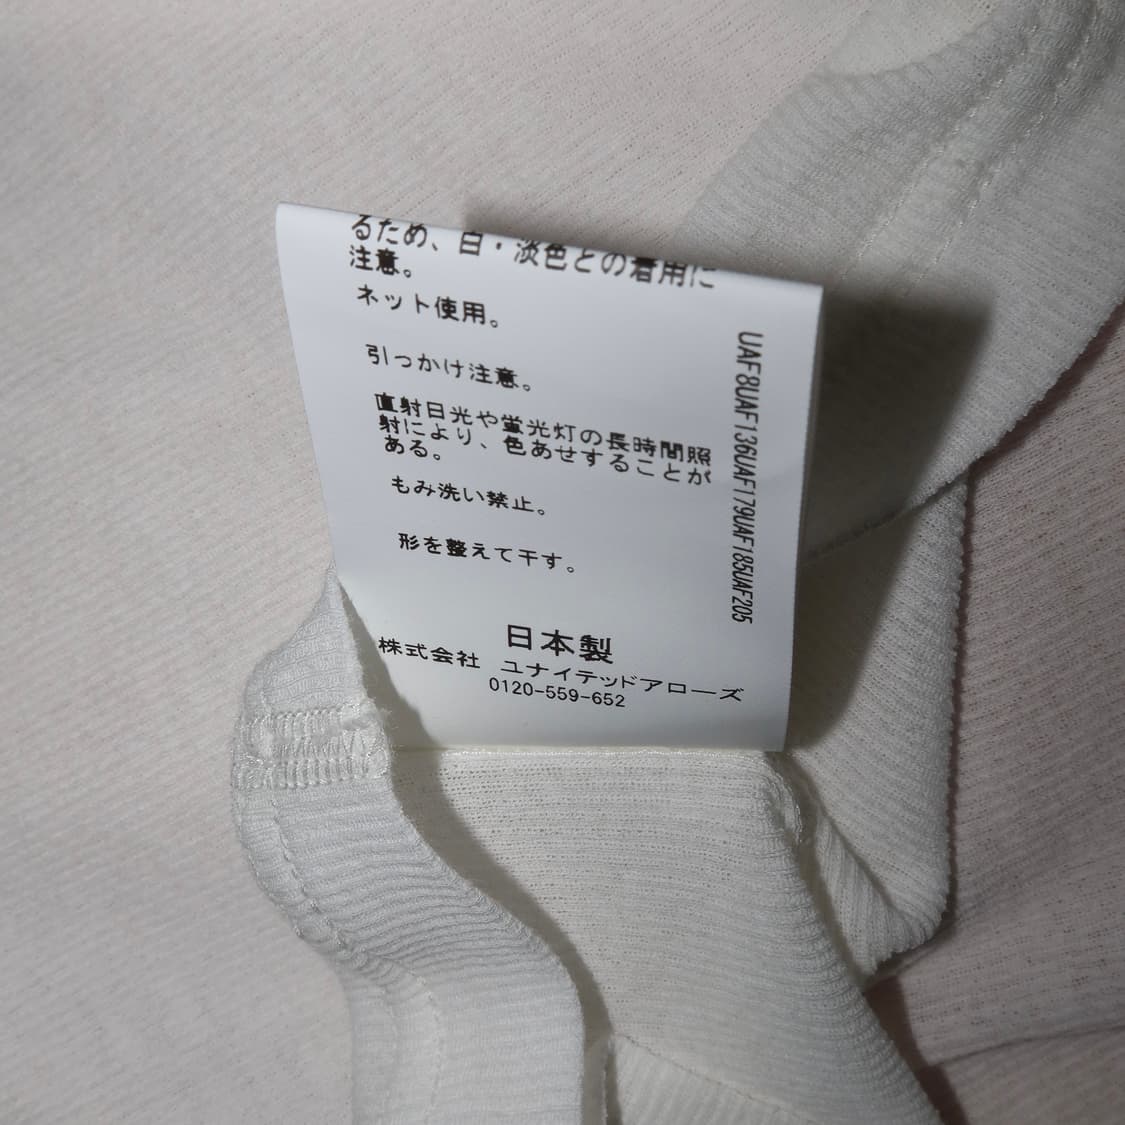 るため、白・淡色との着用に
注意。
ネット使用。
引っかけ注意。
直射日光や蛍光灯の長時間照
射により、色あせすることが
ある。
もみ洗い禁止。
形を整えて干す。
日本製
株式会社 ユナイテッドアローズ
0120-559-652
UAF8UAF136UAF179UAF185UAF205